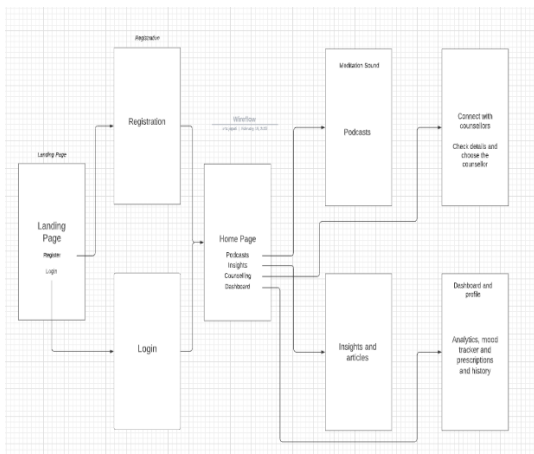 Registration
Registration
Wireflow
Landing Page
Landing
Page
Register
Login
Login
Home Page
Podcasts
Insights
Counselling
Dashboard
Meditation Sound
Podcasts
Connect with
counsellors
Check details and
choose the
counsellor
Insights and
articles
Dashboard and
profile
Analytics, mood
tracker and
prescriptions
and history